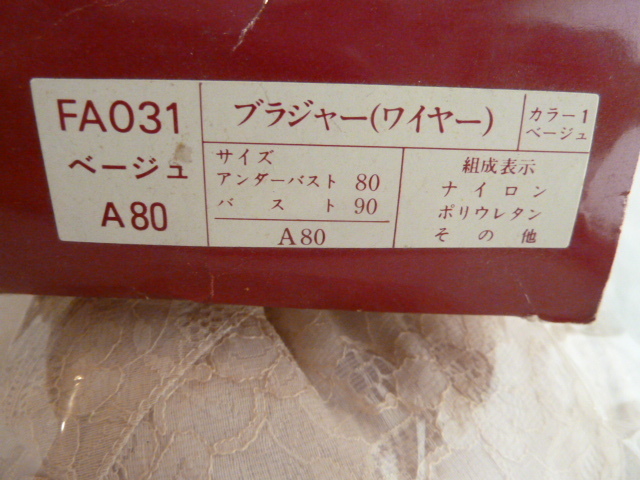 FA031
ベージュ
A80
ブラジャー(ワイヤー)
カラー1
ベージュ
サイズ
アンダーバスト 80
バスト 90
A80
組成表示
ナイロン
ポリウレタン
その他